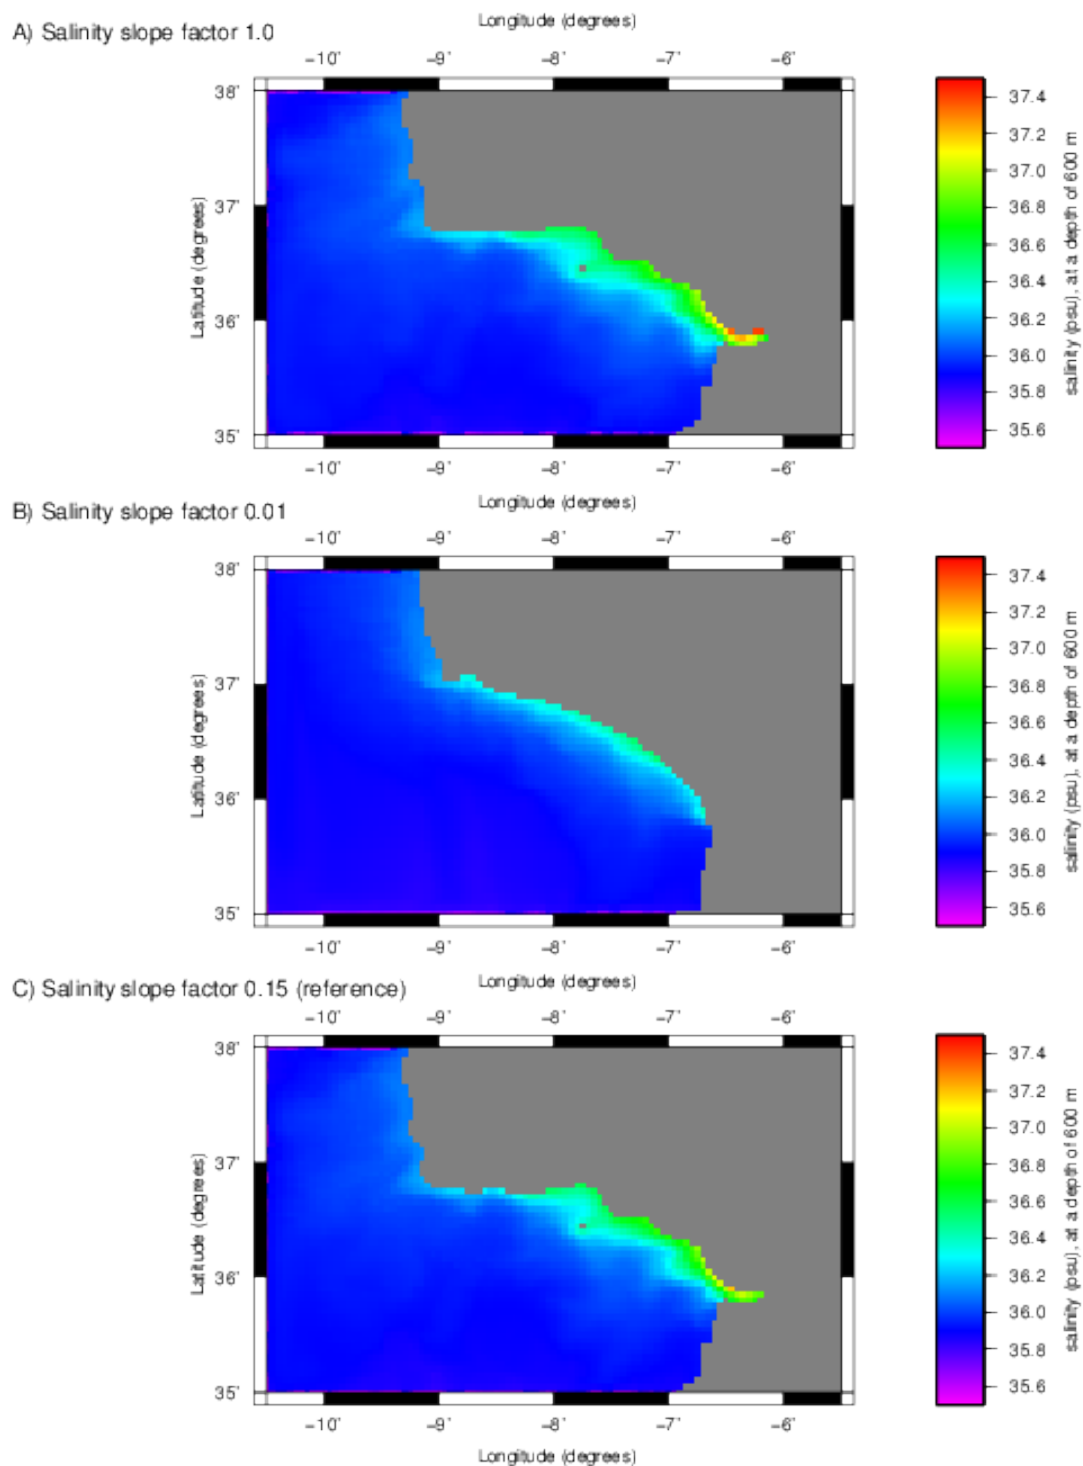 Longitude (degrees)
A) Salinity slope factor 1.0
-10° -9° -8° -7° -6°
38°
37°
36°
35°
Latitude (degrees)
-10° -9° -8° -7° -6°
37.4
37.2
37.0
36.8
36.6
36.4
36.2
36.0
35.8
35.6
salinity (psu), at a depth of 600 m
Longitude (degrees)
B) Salinity slope factor 0.01
-10° -9° -8° -7° -6°
38°
37°
36°
35°
Latitude (degrees)
-10° -9° -8° -7° -6°
37.4
37.2
37.0
36.8
36.6
36.4
36.2
36.0
35.8
35.6
salinity (psu), at a depth of 600 m
Longitude (degrees)
C) Salinity slope factor 0.15 (reference)
-10° -9° -8° -7° -6°
38°
37°
36°
35°
Latitude (degrees)
-10° -9° -8° -7° -6°
Longitude (degrees)
37.4
37.2
37.0
36.8
36.6
36.4
36.2
36.0
35.8
35.6
salinity (psu), at a depth of 600 m